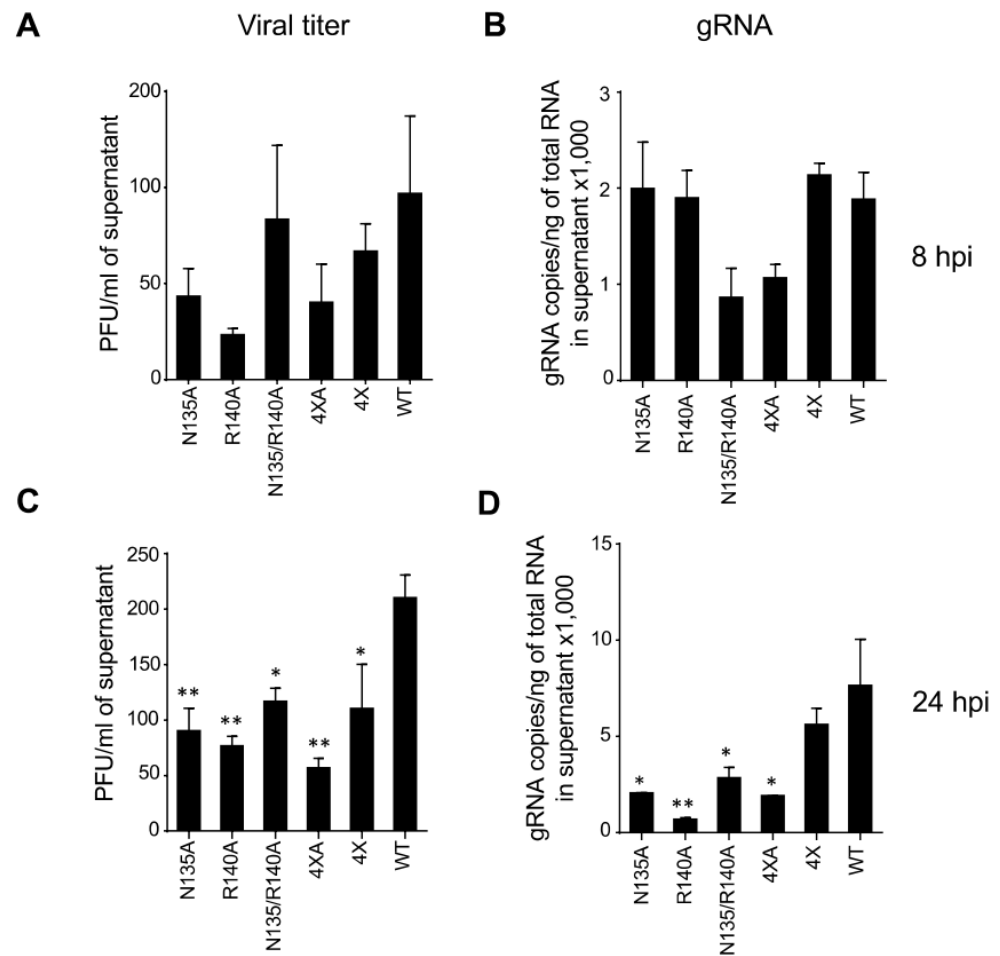 A
Viral titer
PFU/ml of supernatant
200
100
50
0
N135A
R140A
N135/R140A
4XA
4X
WT
B
gRNA
gRNA copies/ng of total RNA
in supernatant x1,000
3
2
1
0
N135A
R140A
N135/R140A
4XA
4X
WT
8 hpi
C
PFU/ml of supernatant
250
200
150
100
50
0
**
**
*
**
*
N135A
R140A
N135/R140A
4XA
4X
WT
D
gRNA copies/ng of total RNA
in supernatant x1,000
15
10
5
0
*
**
*
*
N135A
R140A
N135/R140A
4XA
4X
WT
24 hpi